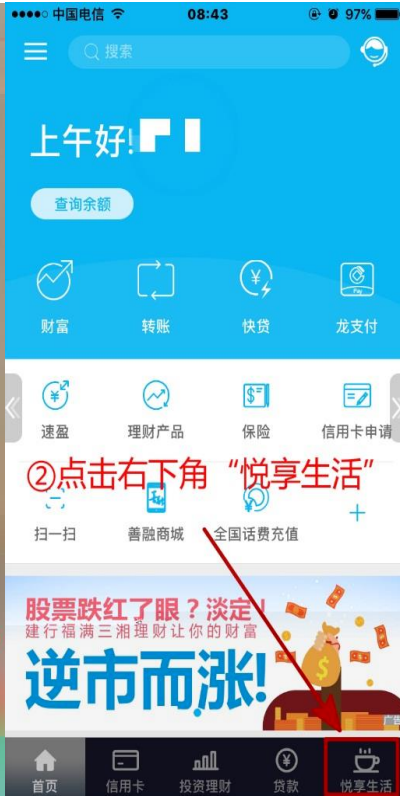 中国电信
08:43
97%
搜索
上午好!
查询余额
财富
转账
快贷
龙支付
Pay
速盈
理财产品
保险
信用卡申请
②点击右下角“悦享生活”
扫一扫
善融商城
全国话费充值
股票跌红了眼？淡定！
建行福满三湘理财让你的财富
逆市而涨!
广告
首页
信用卡
投资理财
贷款
悦享生活